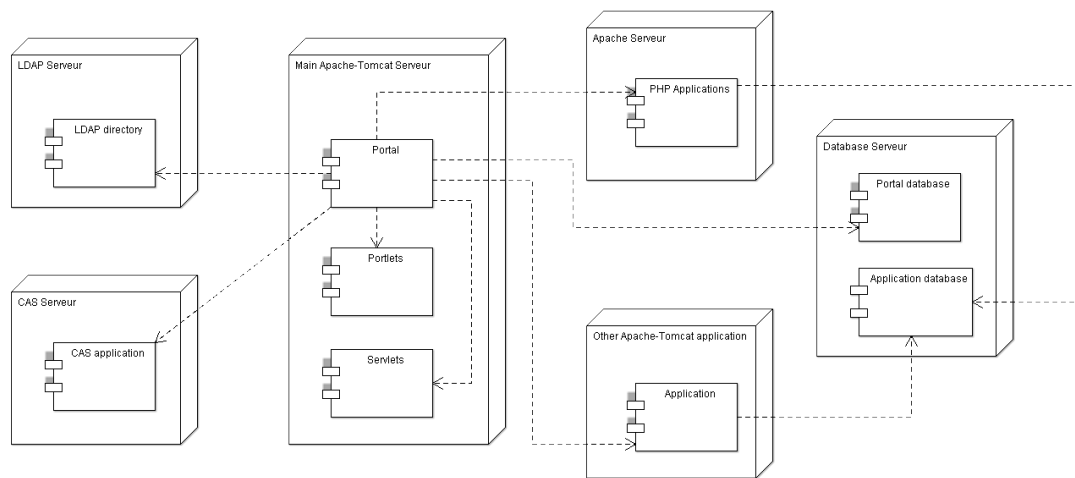 LDAP Serveur
LDAP directory
CAS Serveur
CAS application
Main Apache-Tomcat Serveur
Portal
Portlets
Servlets
Apache Serveur
PHP Applications
Other Apache-Tomcat application
Application
Database Serveur
Portal database
Application database